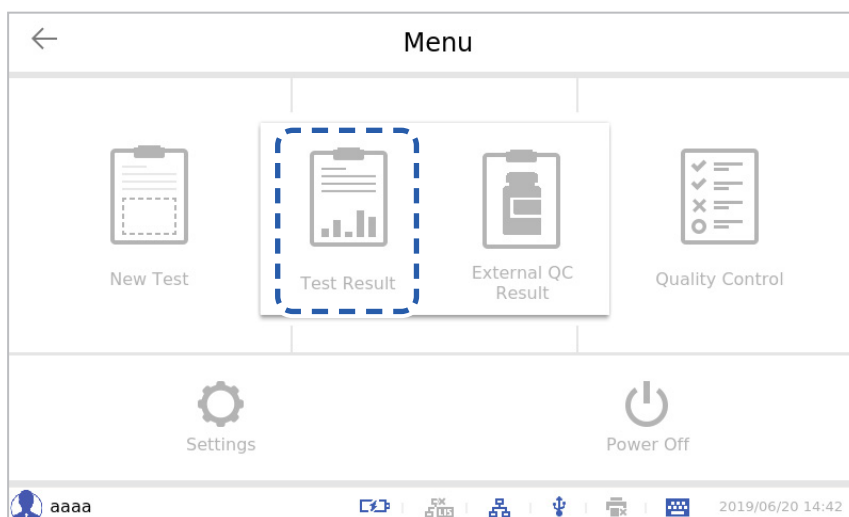 Menu
New Test
Test Result
External QC
Result
Quality Control
Settings
Power Off
aaaa
LIS
2019/06/20 14:42